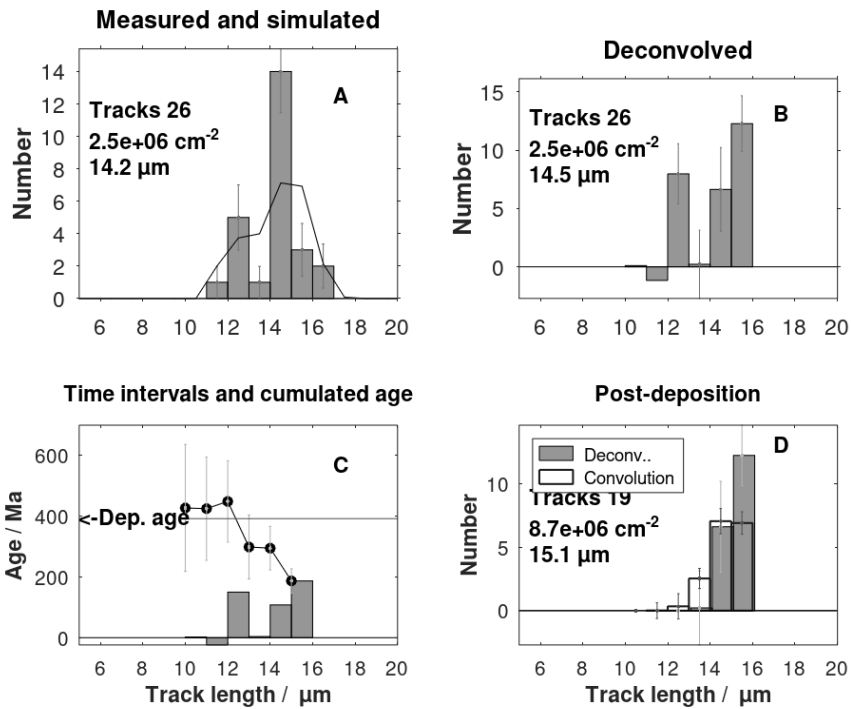 Measured and simulated
Number
14
12
10
8
6
4
2
0
Tracks 26
2.5e+06 cm-2
14.2 µm
A
6 8 10 12 14 16 18 20
Deconvolved
Number
15
10
5
0
Tracks 26
2.5e+06 cm-2
14.5 µm
B
6 8 10 12 14 16 18 20
Time intervals and cumulated age
Age / Ma
600
400
200
0
C
<-Dep. age
6 8 10 12 14 16 18 20
Track length / µm
Post-deposition
Number
10
5
0
Deconv..
Convolution
D
Tracks 19
8.7e+06 cm-2
15.1 µm
6 8 10 12 14 16 18 20
Track length / µm